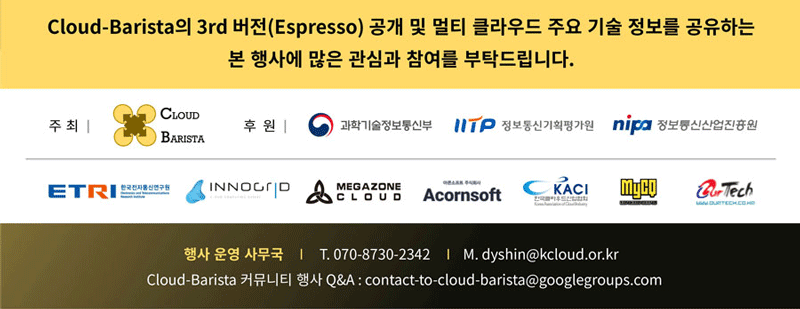 Cloud-Barista의 3rd 버전(Espresso) 공개 및 멀티 클라우드 주요 기술 정보를 공유하는
본 행사에 많은 관심과 참여를 부탁드립니다.
주 최 | CLOUD BARISTA 후 원 | 과학기술정보통신부 IITP 정보통신기획평가원 nipa 정보통신산업진흥원
ETRI 한국전자통신연구원 Electronics and Telecommunications Research Institute INNOGRID MEGAZONE CLOUD 아콘소프트 주식회사 Acornsoft KACI 한국클라우드산업협회 Korea Association of Cloud Industry MyCQ OurTech WWW.OURTECH.CO.KR
행사 운영 사무국 I T. 070-8730-2342 I M. dyshin@kcloud.or.kr
Cloud-Barista 커뮤니티 행사 Q&A : contact-to-cloud-barista@googlegroups.com